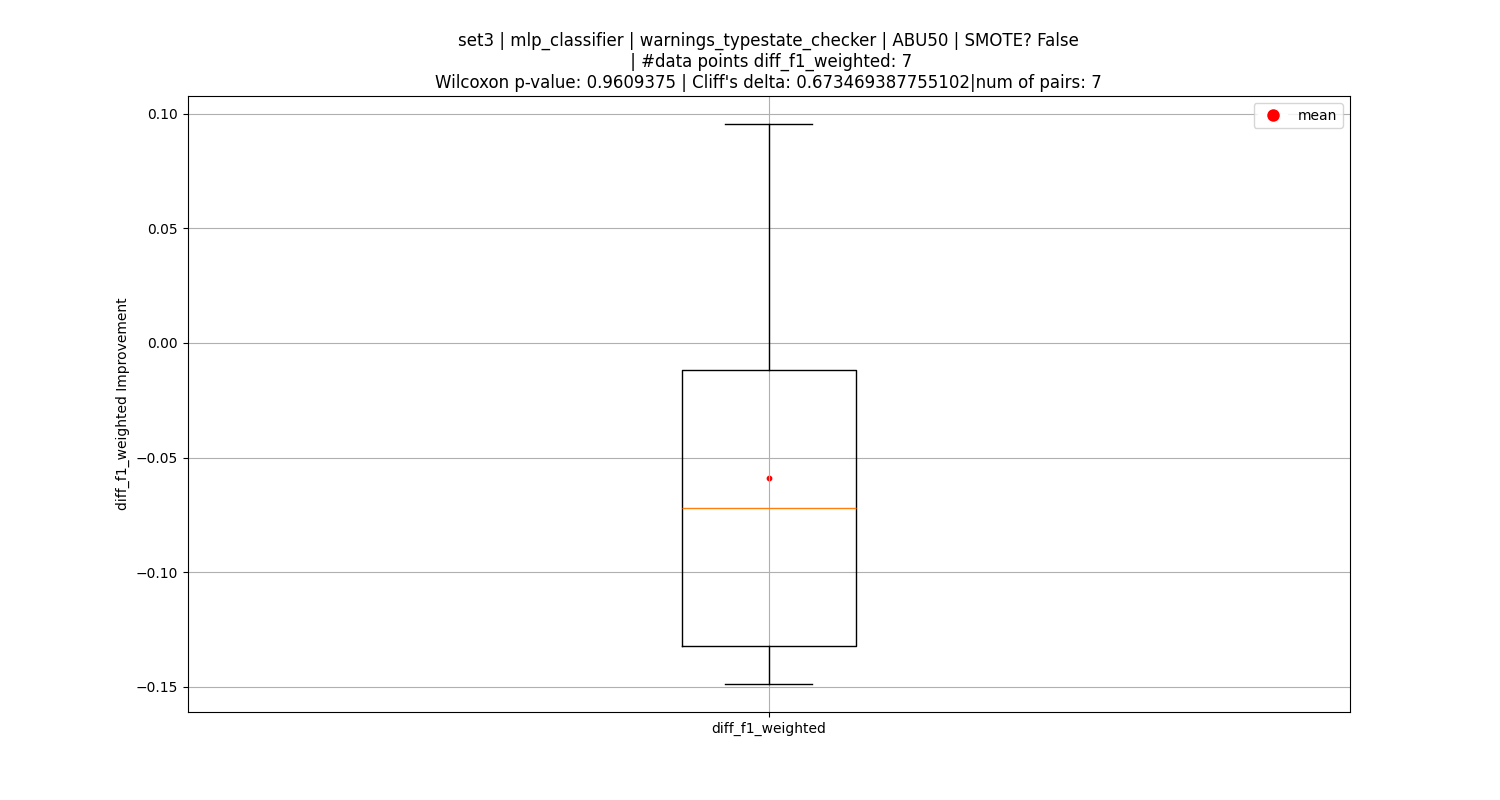 set3 | mlp_classifier | warnings_typestate_checker | ABU50 | SMOTE? False
| #data points diff_f1_weighted: 7
Wilcoxon p-value: 0.9609375 | Cliff's delta: 0.673469387755102|num of pairs: 7
mean
0.10
0.05
0.00
−0.05
−0.10
−0.15
diff_f1_weighted Improvement
diff_f1_weighted